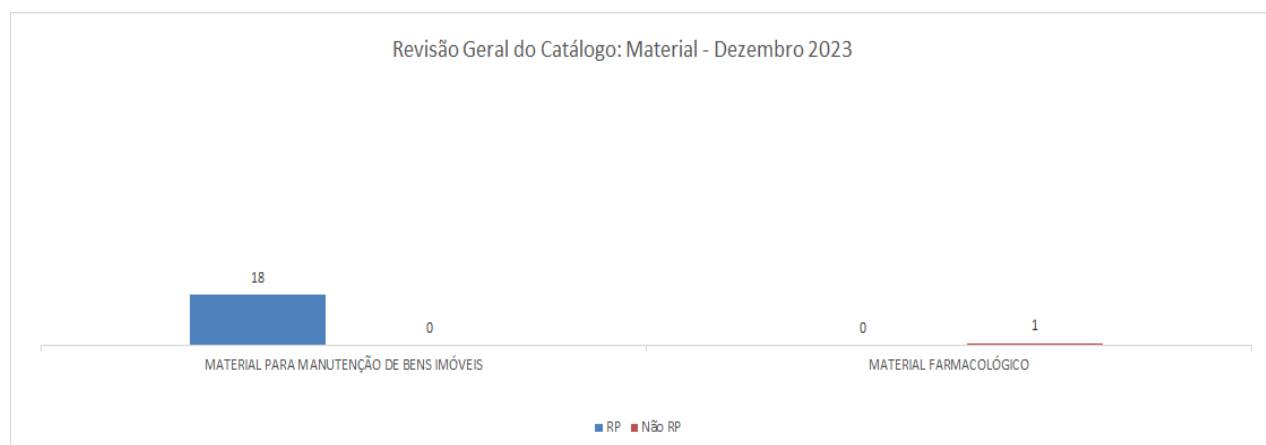 Revisão Geral do Catálogo: Material - Dezembro 2023
18
0
0
1
MATERIAL PARA MANUTENÇÃO DE BENS IMÓVEIS
MATERIAL FARMACOLÓGICO
RP Não RP